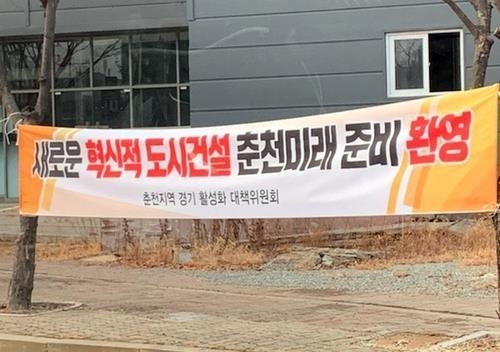 새로운 혁신적 도시건설 춘천미래 준비 환영
춘천지역 경기 활성화 대책위원회